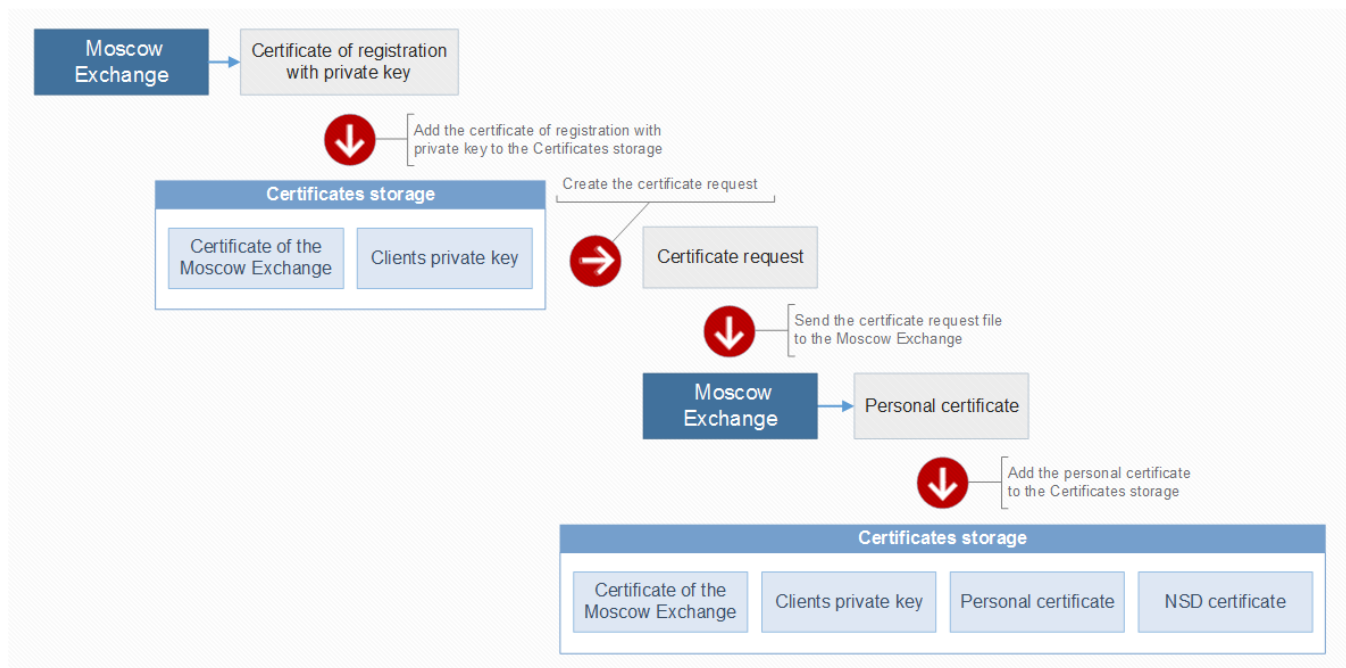 Moscow
Exchange
Certificate of registration
with private key
Add the certificate of registration with
private key to the Certificates storage
Certificates storage
Certificate of the
Moscow Exchange
Clients private key
Create the certificate request
Certificate request
Send the certificate request file
to the Moscow Exchange
Moscow
Exchange
Personal certificate
Add the personal certificate
to the Certificates storage
Certificates storage
Certificate of the
Moscow Exchange
Clients private key
Personal certificate
NSD certificate